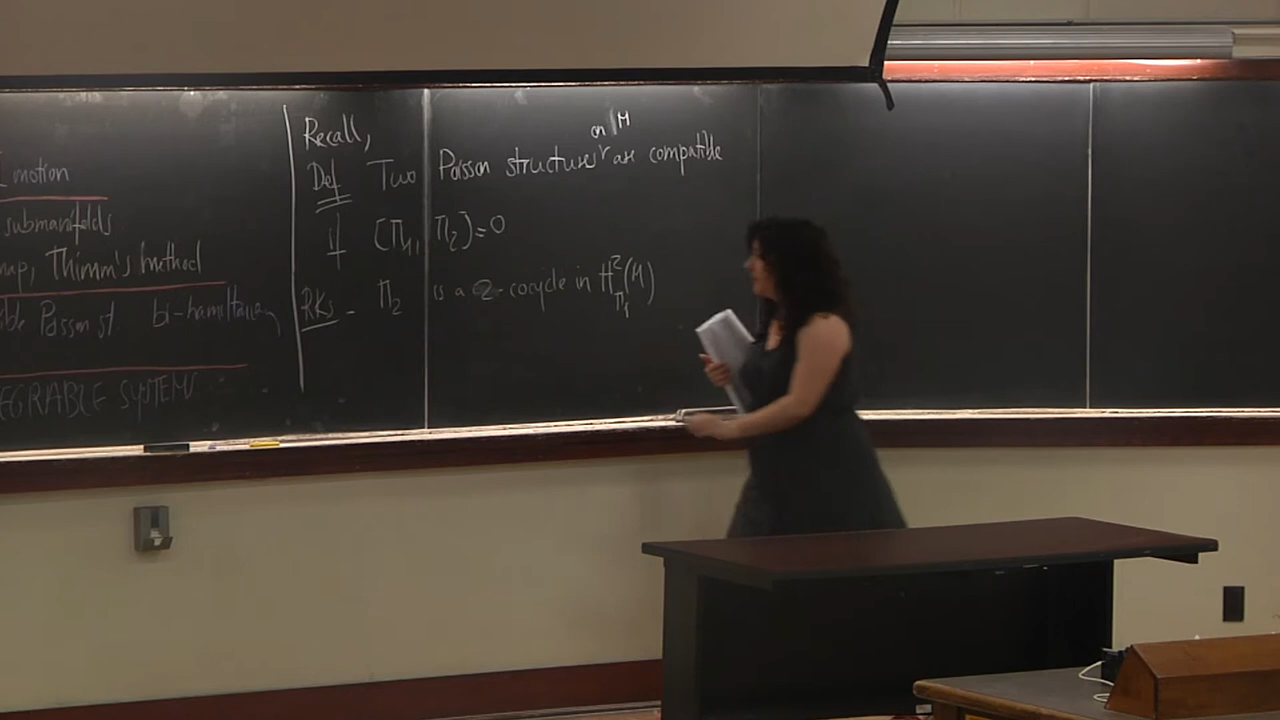 motion
submanifolds
map, Thimm's method
ible Poisson st. bi-hamiltonian
EGRABLE SYSTEMS
Recall,
on M
Def Two Poisson structures are compatible
if [Π1, Π2]=0
RKs - Π2 is a 2-cocycle in H²Π1(M)